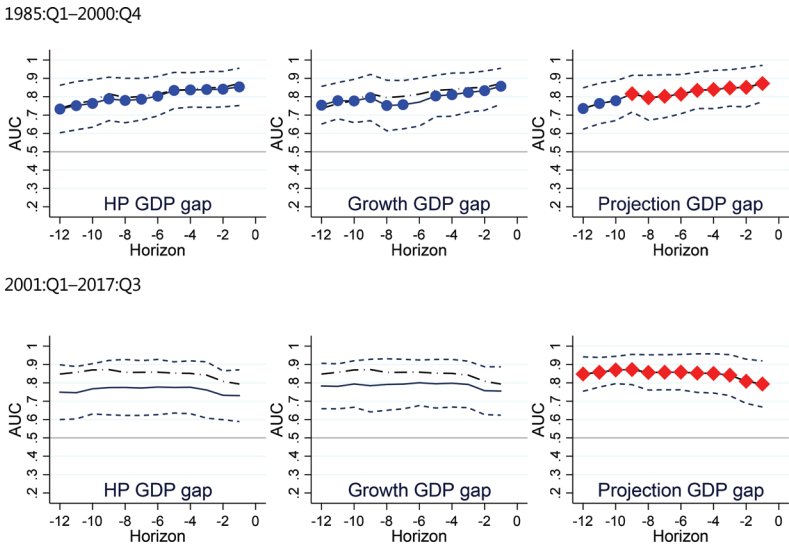 1985:Q1–2000:Q4
AUC
.2 .3 .4 .5 .6 .7 .8 .9 1
HP GDP gap
-12 -10 -8 -6 -4 -2 0
Horizon
AUC
.2 .3 .4 .5 .6 .7 .8 .9 1
Growth GDP gap
-12 -10 -8 -6 -4 -2 0
Horizon
AUC
.2 .3 .4 .5 .6 .7 .8 .9 1
Projection GDP gap
-12 -10 -8 -6 -4 -2 0
Horizon
2001:Q1–2017:Q3
AUC
.2 .3 .4 .5 .6 .7 .8 .9 1
HP GDP gap
-12 -10 -8 -6 -4 -2 0
Horizon
AUC
.2 .3 .4 .5 .6 .7 .8 .9 1
Growth GDP gap
-12 -10 -8 -6 -4 -2 0
Horizon
AUC
.2 .3 .4 .5 .6 .7 .8 .9 1
Projection GDP gap
-12 -10 -8 -6 -4 -2 0
Horizon